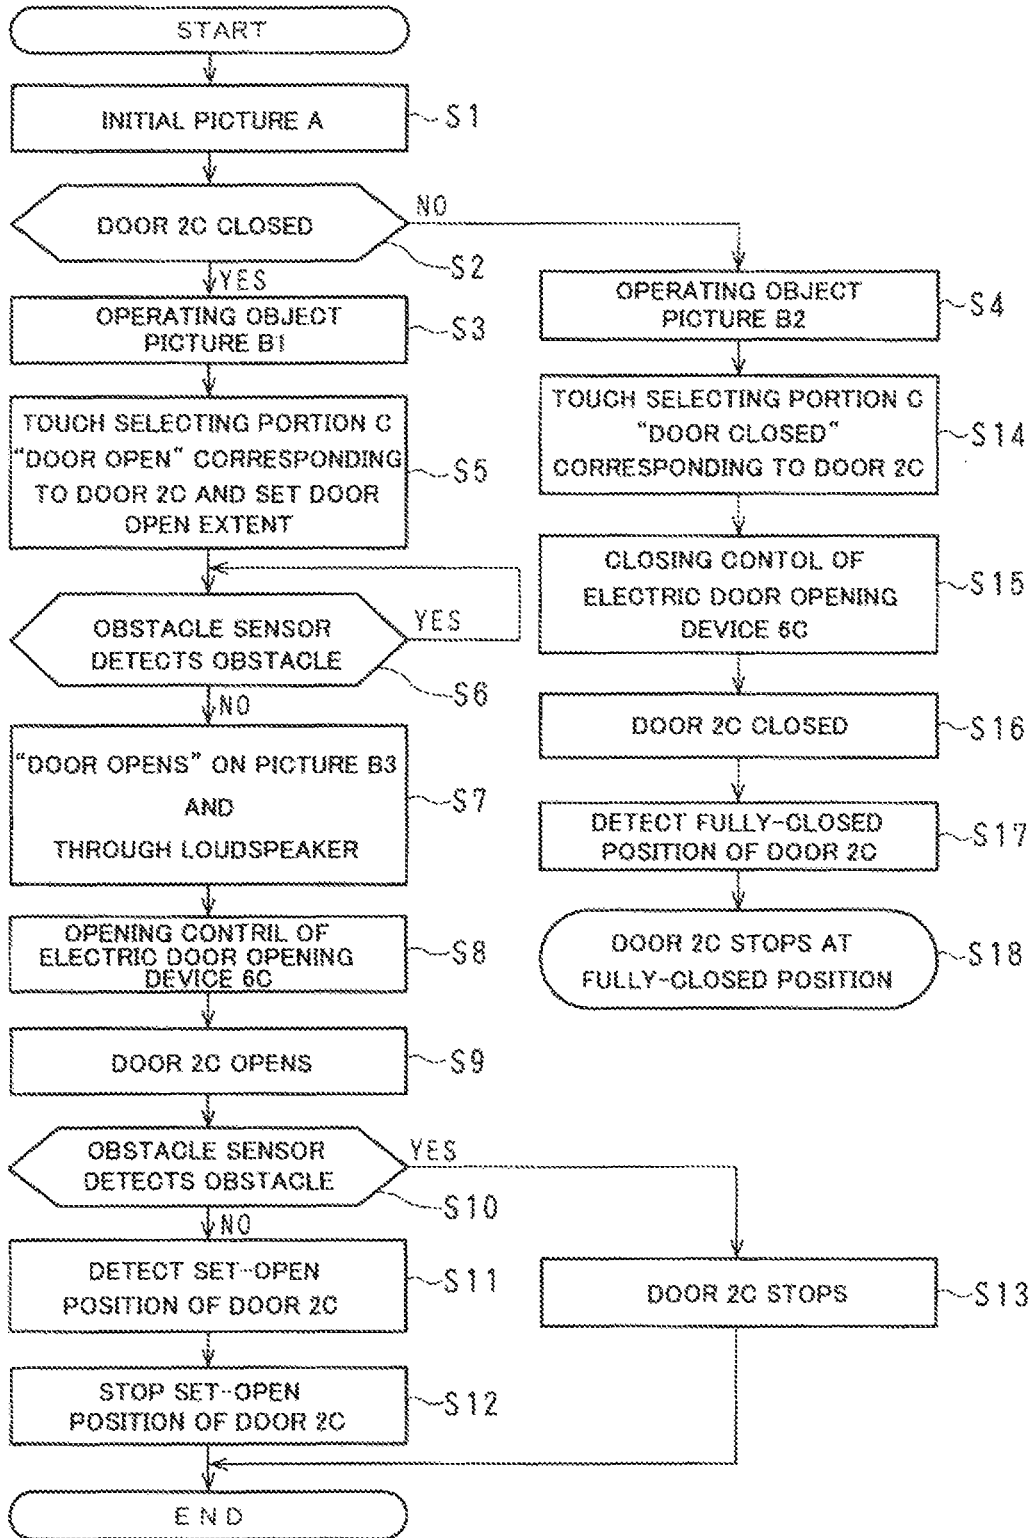 START
INITIAL PICTURE A
S1
DOOR 2C CLOSED
S2
NO
YES
OPERATING OBJECT
PICTURE B1
S3
TOUCH SELECTING PORTION C
"DOOR OPEN" CORRESPONDING
TO DOOR 2C AND SET DOOR
OPEN EXTENT
S5
OBSTACLE SENSOR
DETECTS OBSTACLE
S6
YES
NO
"DOOR OPENS" ON PICTURE B3
AND
THROUGH LOUDSPEAKER
S7
OPENING CONTRIL OF
ELECTRIC DOOR OPENING
DEVICE 6C
S8
DOOR 2C OPENS
S9
OBSTACLE SENSOR
DETECTS OBSTACLE
S10
YES
NO
DETECT SET-OPEN
POSITION OF DOOR 2C
S11
STOP SET-OPEN
POSITION OF DOOR 2C
S12
END
OPERATING OBJECT
PICTURE B2
S4
TOUCH SELECTING PORTION C
"DOOR CLOSED"
CORRESPONDING TO DOOR 2C
S14
CLOSING CONTOL OF
ELECTRIC DOOR OPENING
DEVICE 6C
S15
DOOR 2C CLOSED
S16
DETECT FULLY-CLOSED
POSITION OF DOOR 2C
S17
DOOR 2C STOPS AT
FULLY-CLOSED POSITION
S18
DOOR 2C STOPS
S13